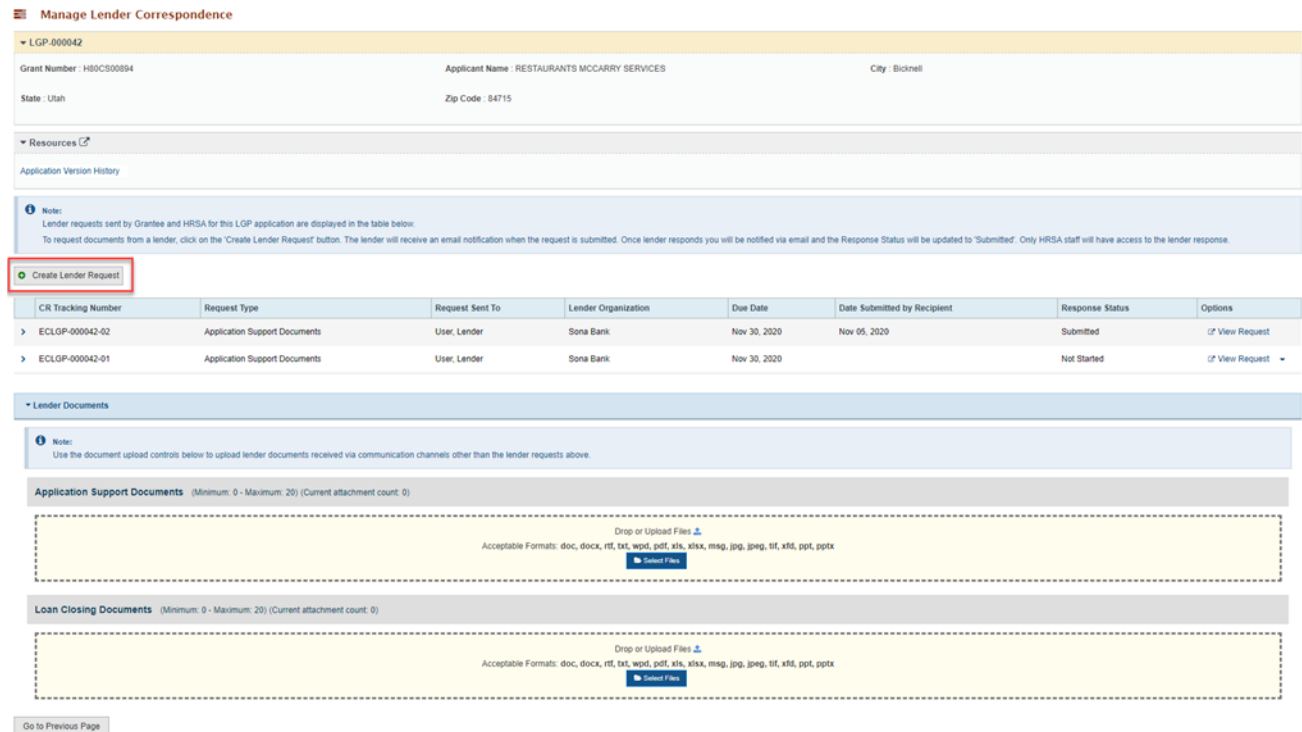 Manage Lender Correspondence
LGP-000042
Grant Number : H80CS00894 Applicant Name : RESTAURANTS MCCARRY SERVICES City : Bicknell
State : Utah Zip Code : 84715
Resources
Application Version History
Note:
Lender requests sent by Grantee and HRSA for this LGP application are displayed in the table below.
To request documents from a lender, click on the 'Create Lender Request' button. The lender will receive an email notification when the request is submitted. Once lender responds you will be notified via email and the Response Status will be updated to 'Submitted'. Only HRSA staff will have access to the lender response.
Create Lender Request
CR Tracking Number Request Type Request Sent To Lender Organization Due Date Date Submitted by Recipient Response Status Options
ECLGP-000042-02 Application Support Documents User, Lender Sona Bank Nov 30, 2020 Nov 05, 2020 Submitted View Request
ECLGP-000042-01 Application Support Documents User, Lender Sona Bank Nov 30, 2020 Not Started View Request
Lender Documents
Note:
Use the document upload controls below to upload lender documents received via communication channels other than the lender requests above.
Application Support Documents (Minimum: 0 - Maximum: 20) (Current attachment count: 0)
Drop or Upload Files
Acceptable Formats: doc, docx, rtf, txt, wpd, pdf, xls, xlsx, msg, jpg, jpeg, tif, xfd, ppt, pptx
Select Files
Loan Closing Documents (Minimum: 0 - Maximum: 20) (Current attachment count: 0)
Drop or Upload Files
Acceptable Formats: doc, docx, rtf, txt, wpd, pdf, xls, xlsx, msg, jpg, jpeg, tif, xfd, ppt, pptx
Select Files
Go to Previous Page